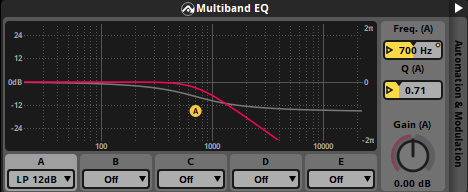 Multiband EQ
24
12
0dB
-12
-24
2π
0
-2π
100
1000
10000
A
Freq. (A)
700 Hz
Q (A)
0.71
Gain (A)
0.00 dB
Automation & Modulation
A B C D E
LP 12dB Off Off Off Off